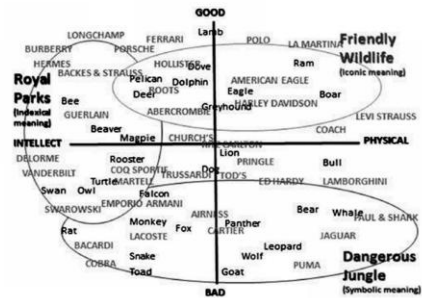 GOOD
Lamb
LONGCHAMP
FERRARI
POLO
Friendly
Wildlife
(Iconic meaning)
BURBERRY
PORSCHE
LA MARTINA
HERMES
HOLLISTER
Dove
Ram
BACKES & STRAUSS
Royal
Parks
(Indexical
meaning)
Pelican
Dolphin
AMERICAN EAGLE
ROOTS
Deer
Eagle
Boar
Bee
HARLEY DAVIDSON
Greyhound
GUERLAIN
ABERCROMBIE
LEVI STRAUSS
Beaver
COACH
Magpie
CHURCH'S
INTELLECT
PHYSICAL
Lion
DELORME
Rooster
PRINGLE
Bull
COQ SPORTIF
Dog
VANDERBILT
TRUSSARDI
TOD'S
Turtle
MARTELL
ED HARDY
LAMBORGHINI
Swan
Owl
Falcon
EMPORIO ARMANI
SWAROWSKI
AIRNESS
Bear
Whale
PAUL & SHARK
Monkey
Panther
Rat
Fox
CARTIER
LACOSTE
JAGUAR
BACARDI
Leopard
Snake
Wolf
Dangerous
Jungle
(Symbolic meaning)
COBRA
PUMA
Toad
Goat
BAD